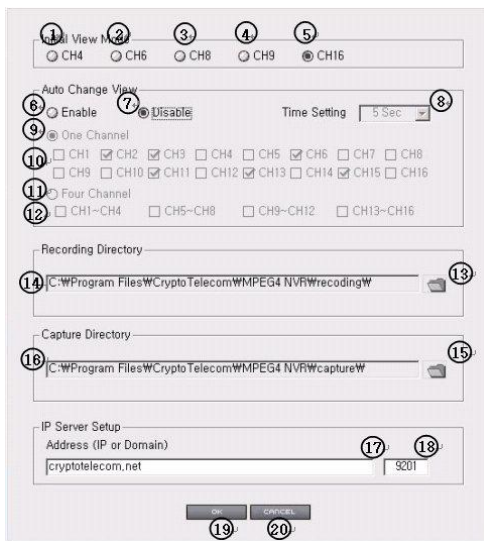 ① ② ③ ④ ⑤
Initial View Mode
CH4 CH6 CH8 CH9 CH16
Auto Change View
⑥ Enable ⑦ Disable Time Setting 5 Sec ⑧
⑨ One Channel
⑩ CH1 CH2 CH3 CH4 CH5 CH6 CH7 CH8
CH9 CH10 CH11 CH12 CH13 CH14 CH15 CH16
⑪ Four Channel
⑫ CH1~CH4 CH5~CH8 CH9~CH12 CH13~CH16
Recording Directory
⑬
⑭ C:₩Program Files₩CryptoTelecom₩MPEG4 NVR₩recoding₩
Capture Directory
⑮
⑯ C:₩Program Files₩CryptoTelecom₩MPEG4 NVR₩capture₩
IP Server Setup
Address (IP or Domain) ⑰ ⑱
cryptotelecom.net 9201
OK CANCEL
⑲ ⑳